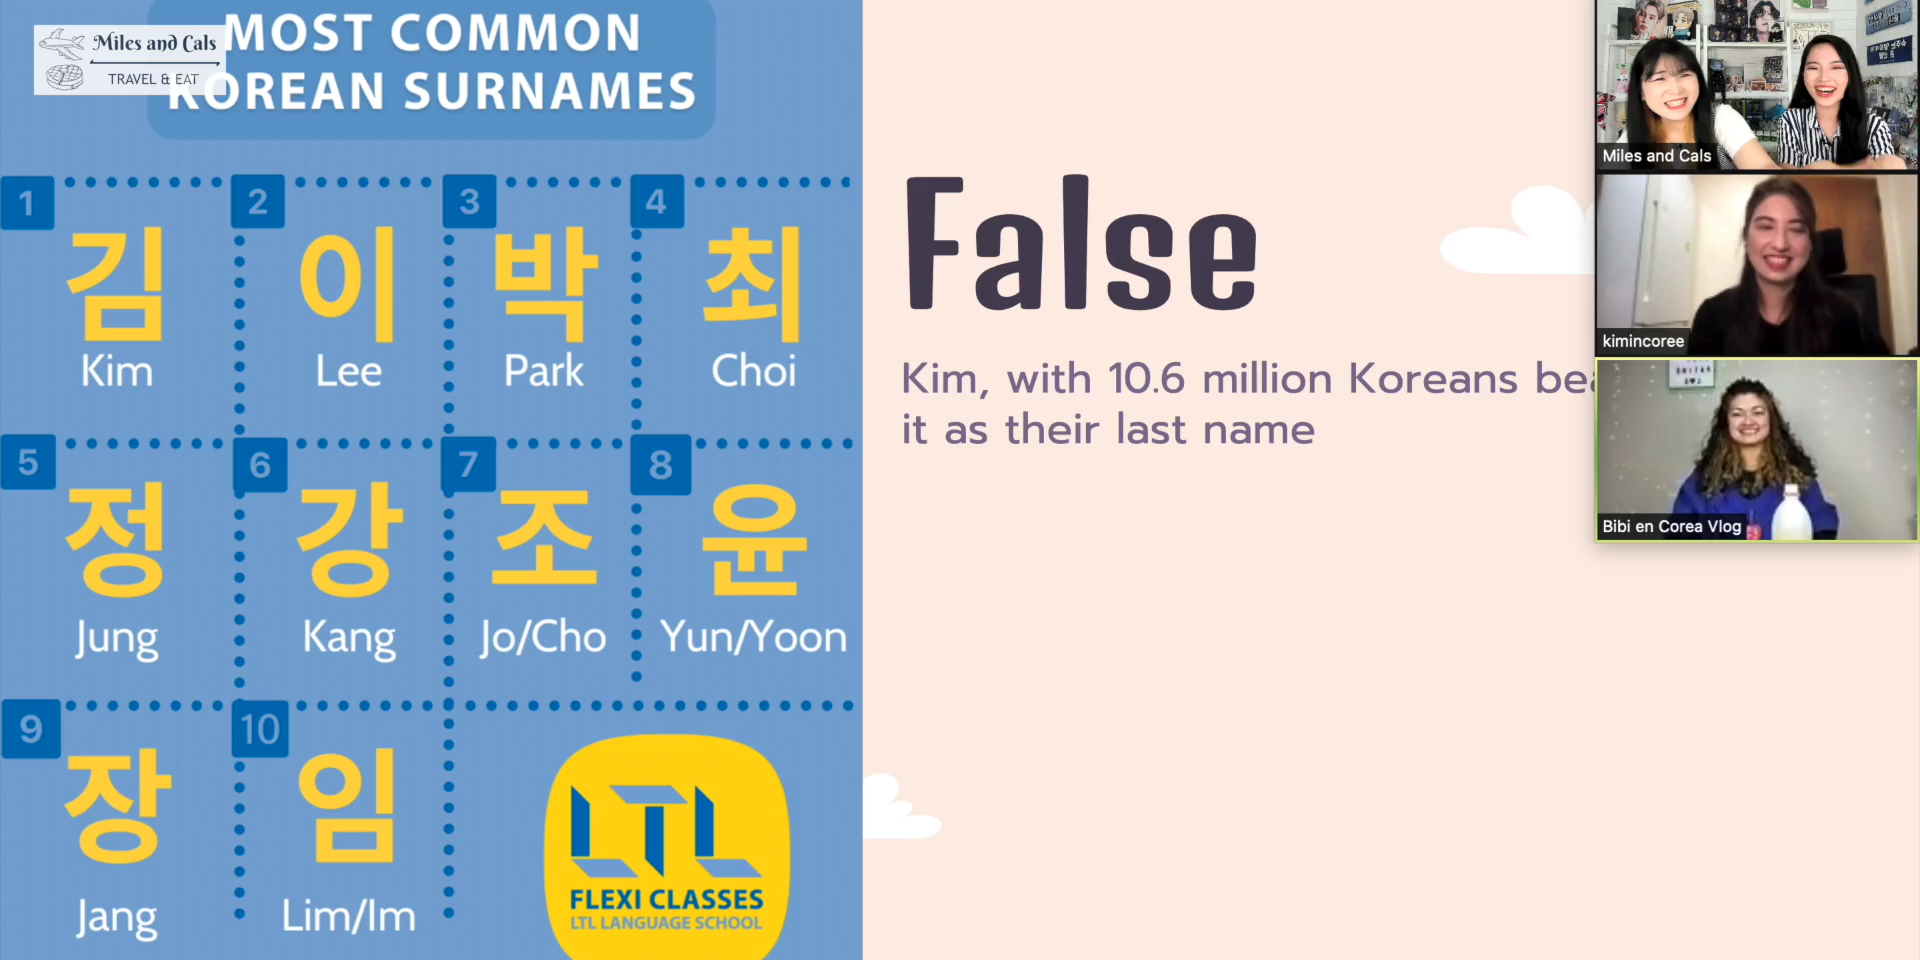 MOST COMMON
KOREAN SURNAMES
Miles and Cals
TRAVEL & EAT
1
김
Kim
2
이
Lee
3
박
Park
4
최
Choi
5
정
Jung
6
강
Kang
7
조
Jo/Cho
8
윤
Yun/Yoon
9
장
Jang
10
임
Lim/Im
LTL
FLEXI CLASSES
LTL LANGUAGE SCHOOL
False
Kim, with 10.6 million Koreans
it as their last name
Miles and Cals
kimincoree
Bibi en Corea Vlog